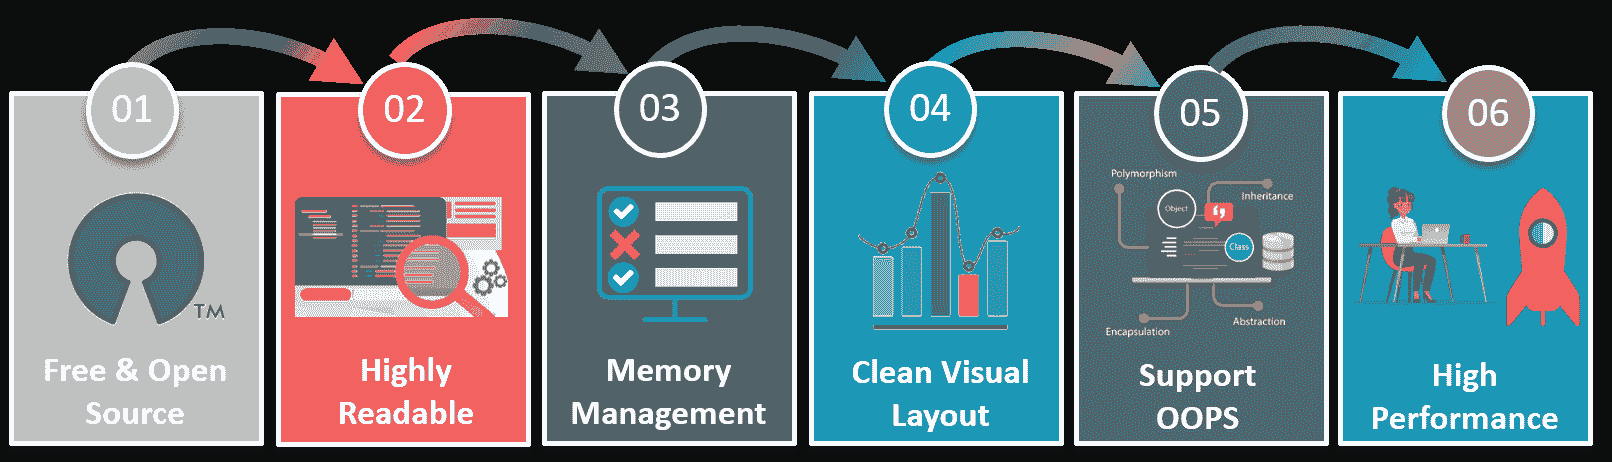 01
02
03
04
05
06
TM
Free & Open
Source
Highly
Readable
Memory
Management
Clean Visual
Layout
Polymorphism
Inheritance
Object
Class
Encapsulation
Abstraction
Support
OOPS
High
Performance